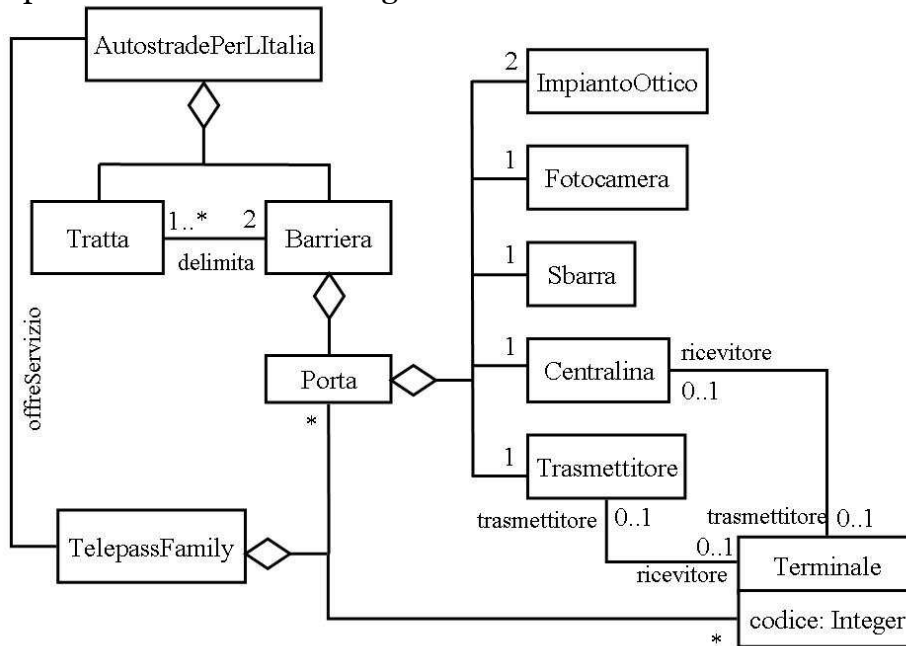 AutostradePerLItalia
2
ImpiantoOttico
1
Fotocamera
Tratta
1..*
2
delimita
Barriera
1
Sbarra
offreServizio
Porta
*
1
Centralina
ricevitore
0..1
1
Trasmettitore
trasmettitore
0..1
trasmettitore
0..1
TelepassFamily
0..1
ricevitore
Terminale
codice: Integer
*